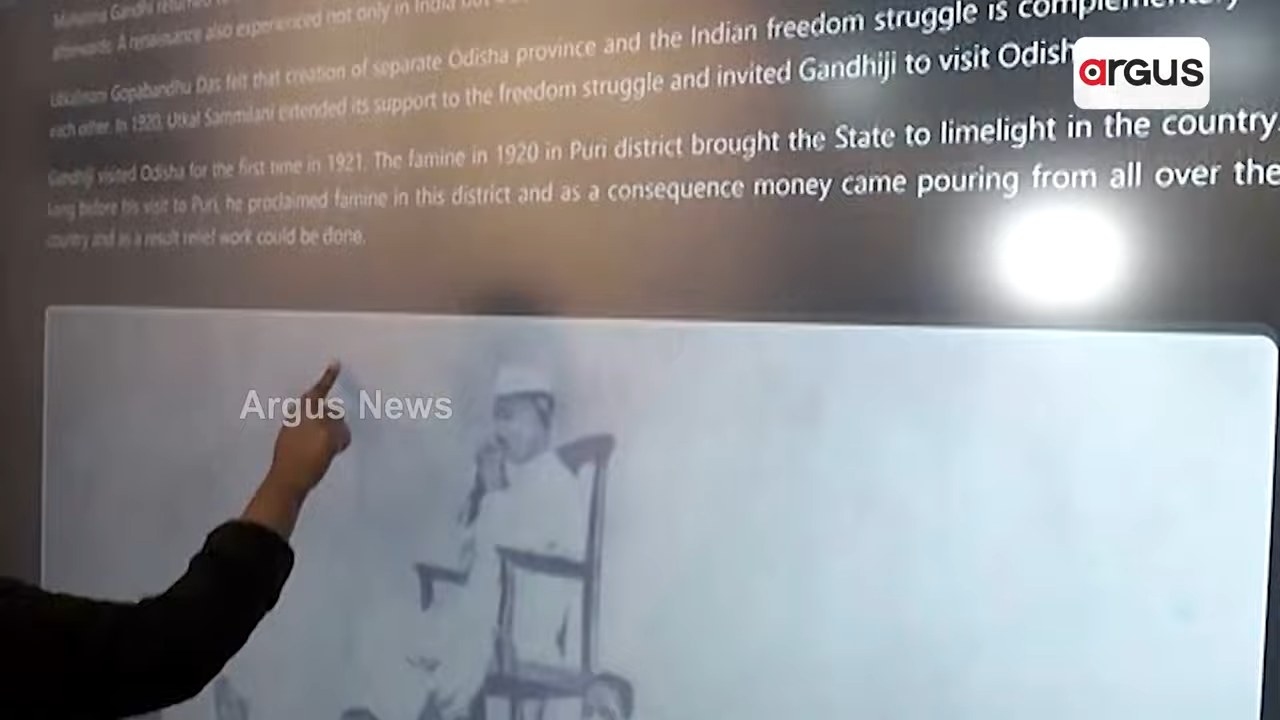 Mahatma Gandhi returned to
afterwards. A renaissance also experienced not only in India but
Utkalmani Gopabandhu Das felt that creation of separate Odisha province and the Indian freedom struggle is complementary
each other. In 1920, Utkal Sammilani extended its support to the freedom struggle and invited Gandhiji to visit Odish
Gandhiji visited Odisha for the first time in 1921. The famine in 1920 in Puri district brought the State to limelight in the country.
long before his visit to Puri, he proclaimed famine in this district and as a consequence money came pouring from all over the
country and as a result relief work could be done.
argus
Argus News